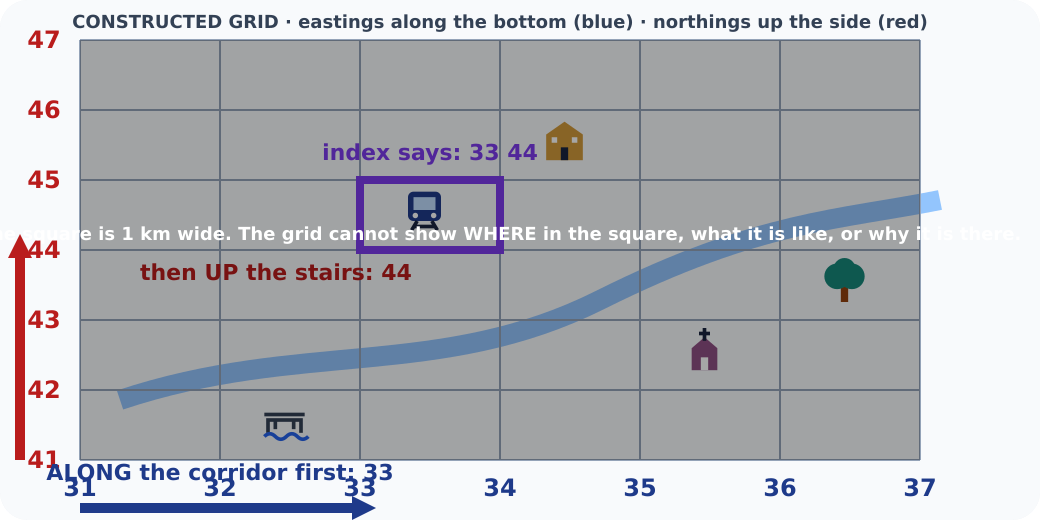 CONSTRUCTED GRID · eastings along the bottom (blue) · northings up the side (red)
47
46
index says: 33 44
45
square is 1 km wide. The grid cannot show WHERE in the square, what it is like, or why it is there.
44
then UP the stairs: 44
43
42
41
ALONG the corridor first: 33
31 32 33 34 35 36 37